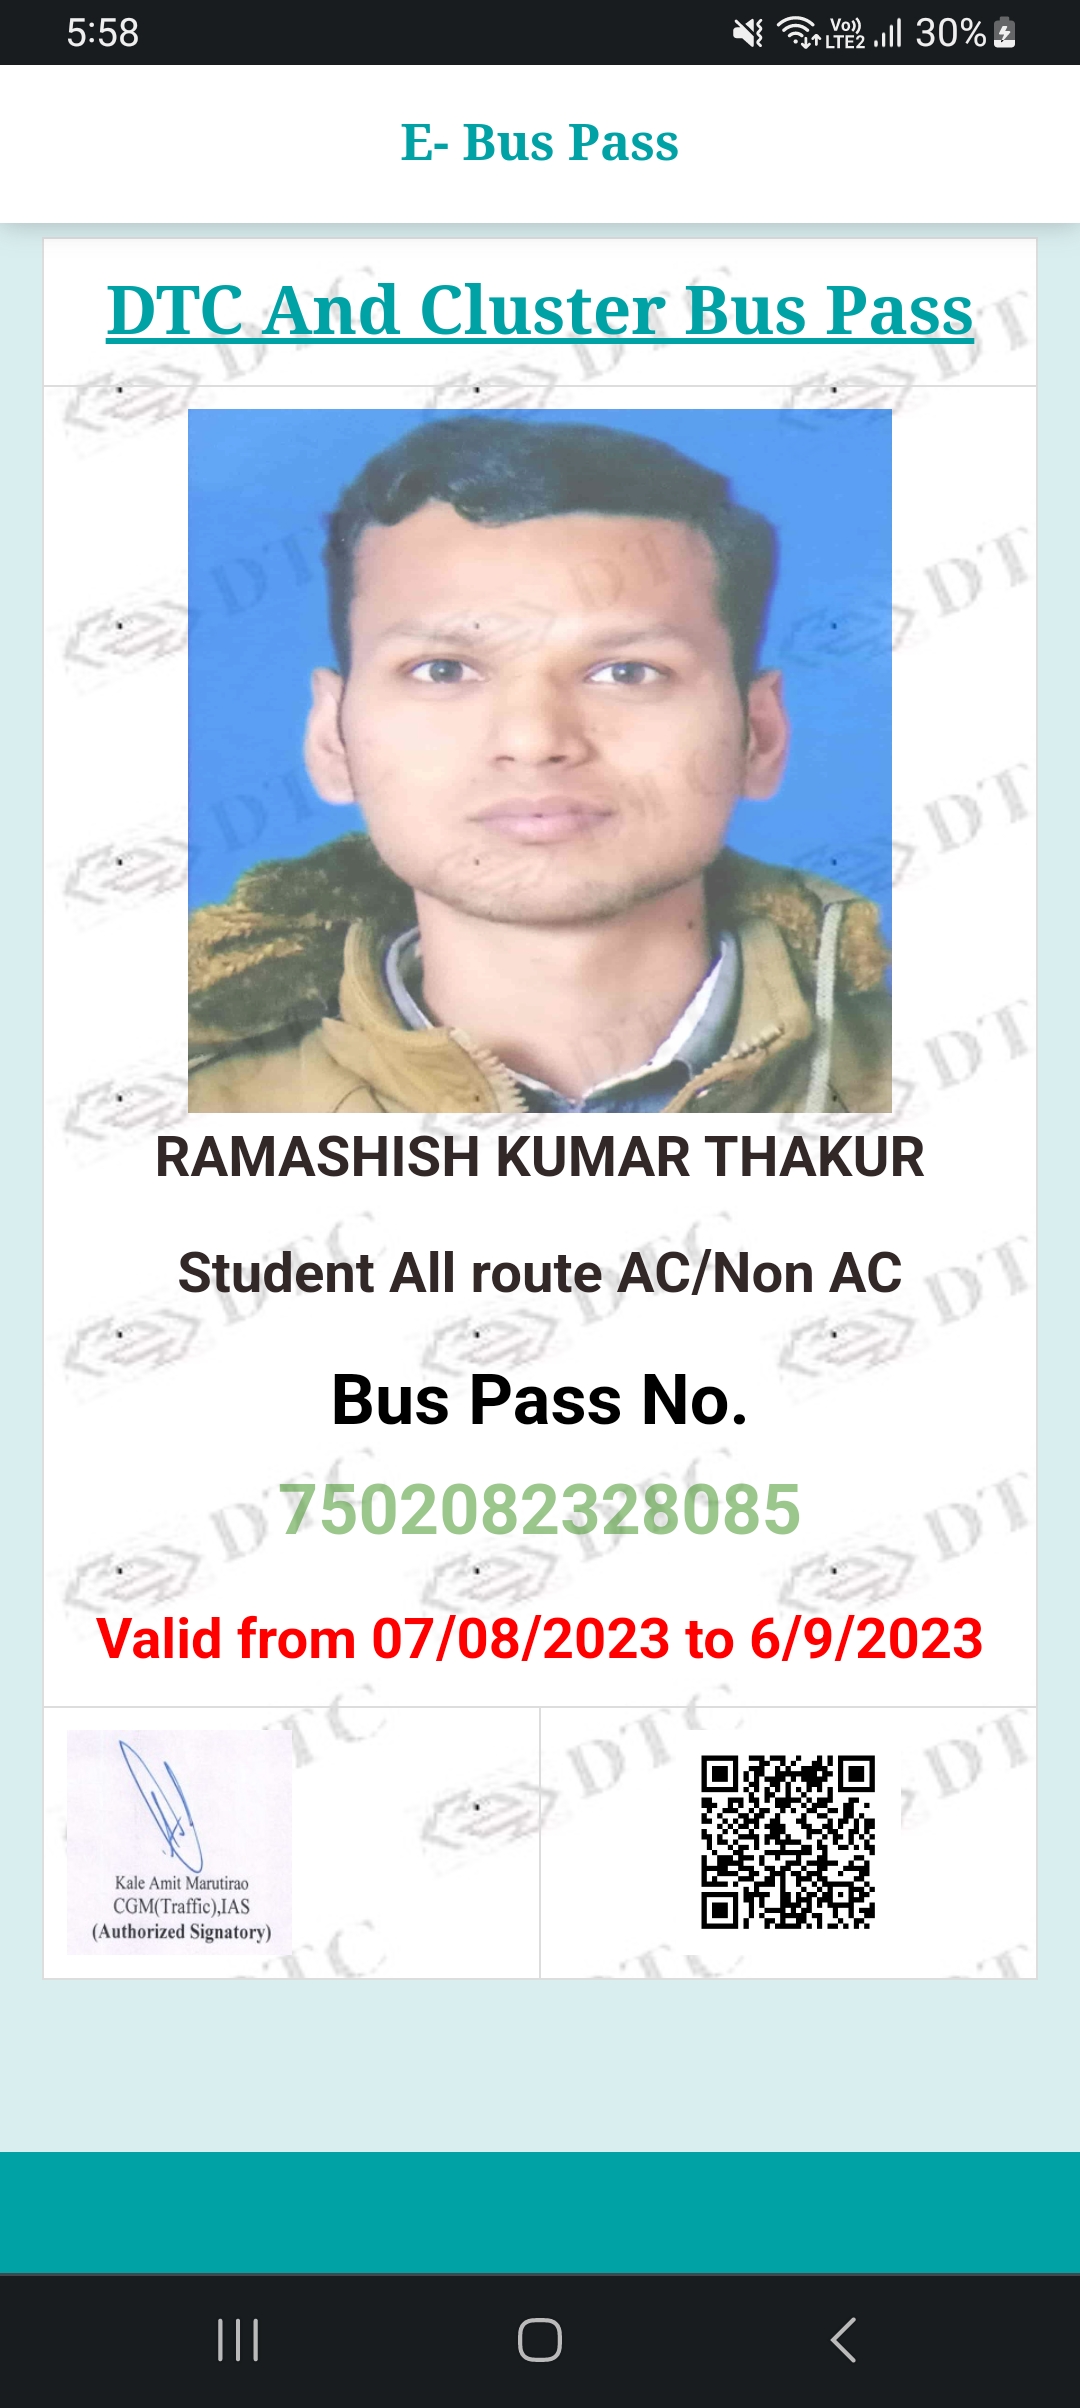 5:58
Vo))
LTE2
30%
E- Bus Pass
DTC And Cluster Bus Pass
RAMASHISH KUMAR THAKUR
Student All route AC/Non AC
Bus Pass No.
7502082328085
Valid from 07/08/2023 to 6/9/2023
Kale Amit Marutirao
CGM(Traffic),IAS
(Authorized Signatory)
DTC